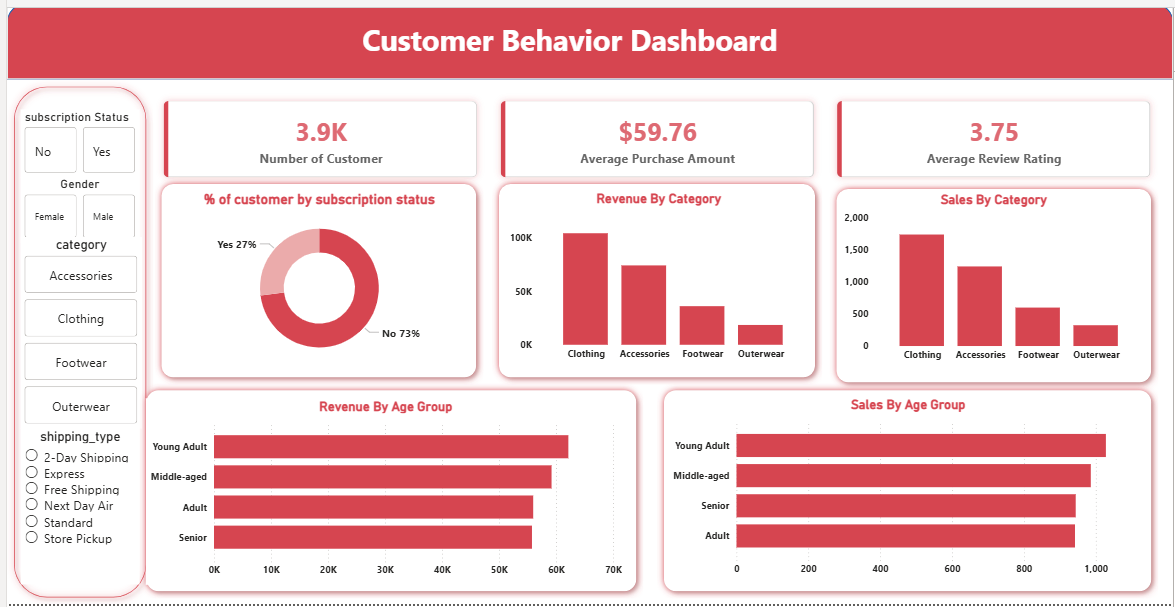 Customer Behavior Dashboard
subscription Status
No Yes
Gender
Female Male
category
Accessories
Clothing
Footwear
Outerwear
shipping_type
2-Day Shipping
Express
Free Shipping
Next Day Air
Standard
Store Pickup
3.9K
Number of Customer
$59.76
Average Purchase Amount
3.75
Average Review Rating
% of customer by subscription status
Yes 27%
No 73%
Revenue By Category
100K
50K
0K
Clothing Accessories Footwear Outerwear
Sales By Category
2,000
1,500
1,000
500
0
Clothing Accessories Footwear Outerwear
Revenue By Age Group
Young Adult
Middle-aged
Adult
Senior
0K 10K 20K 30K 40K 50K 60K 70K
Sales By Age Group
Young Adult
Middle-aged
Senior
Adult
0 200 400 600 800 1,000